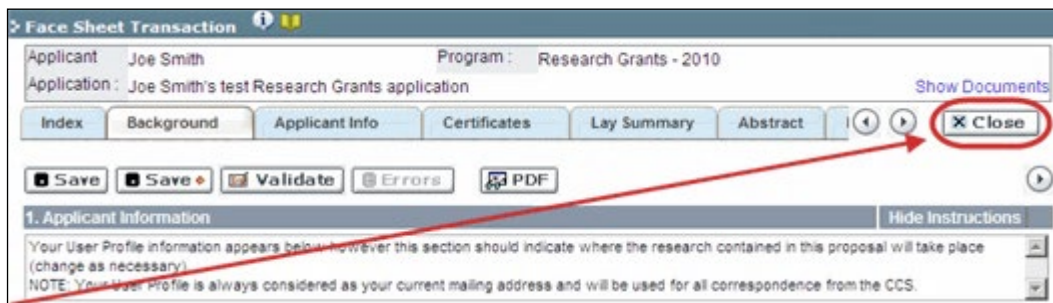 Face Sheet Transaction
Applicant Joe Smith Program : Research Grants - 2010
Application : Joe Smith's test Research Grants application Show Documents
Index Background Applicant Info Certificates Lay Summary Abstract Close
Save Save Validate Errors PDF
1. Applicant Information Hide Instructions
Your User Profile information appears below however this section should indicate where the research contained in this proposal will take place
(change as necessary)
NOTE: Your User Profile is always considered as your current mailing address and will be used for all correspondence from the CCS.